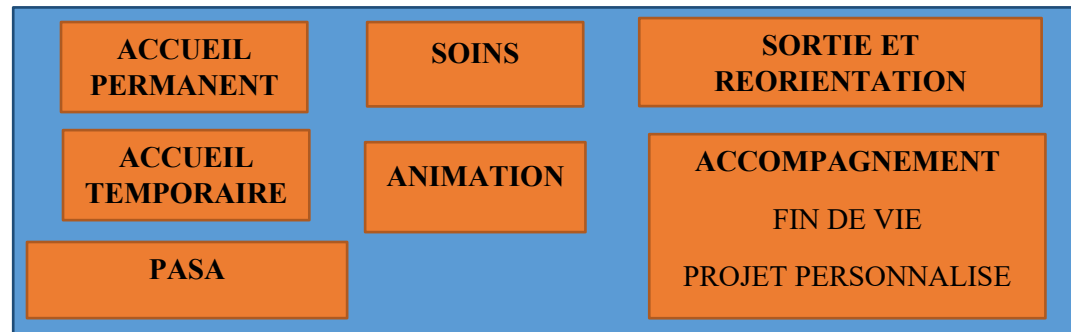 ACCUEIL
PERMANENT
SOINS
SORTIE ET
REORIENTATION
ACCUEIL
TEMPORAIRE
ANIMATION
ACCOMPAGNEMENT
FIN DE VIE
PROJET PERSONNALISE
PASA